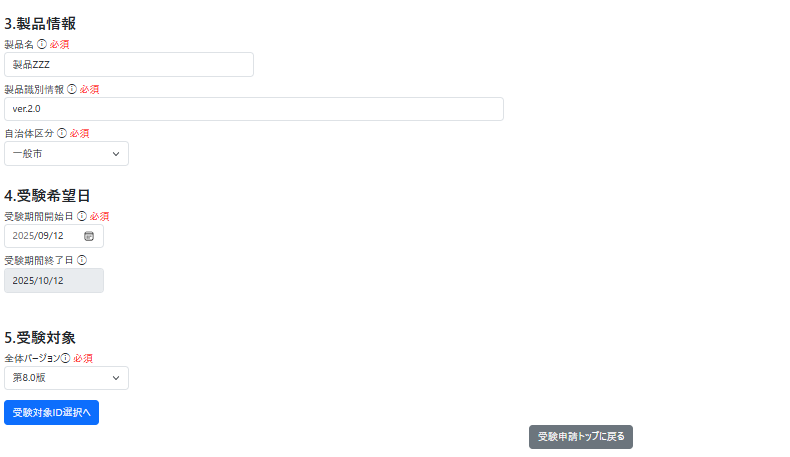 3.製品情報
製品名 ⓘ 必須
製品ZZZ
製品識別情報 ⓘ 必須
ver.2.0
自治体区分 ⓘ 必須
一般市
4.受験希望日
受験期間開始日 ⓘ 必須
2025/09/12
受験期間終了日 ⓘ
2025/10/12
5.受験対象
全体バージョン ⓘ 必須
第8.0版
受験対象ID選択へ
受験申請トップに戻る